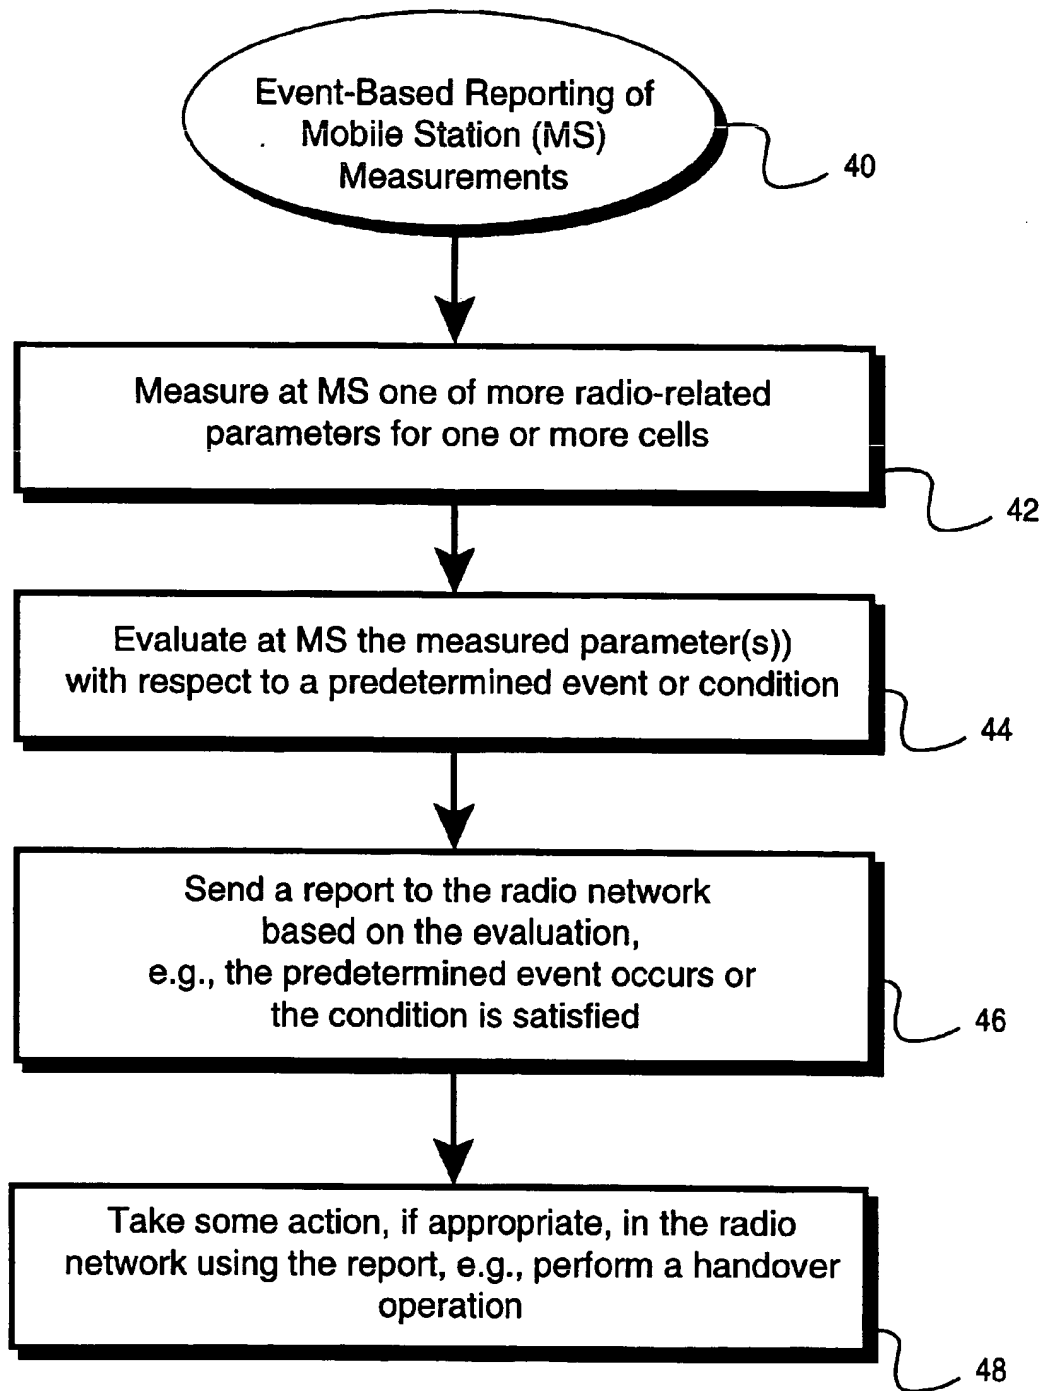 Event-Based Reporting of
Mobile Station (MS)
Measurements
40
Measure at MS one of more radio-related
parameters for one or more cells
42
Evaluate at MS the measured parameter(s))
with respect to a predetermined event or condition
44
Send a report to the radio network
based on the evaluation,
e.g., the predetermined event occurs or
the condition is satisfied
46
Take some action, if appropriate, in the radio
network using the report, e.g., perform a handover
operation
48